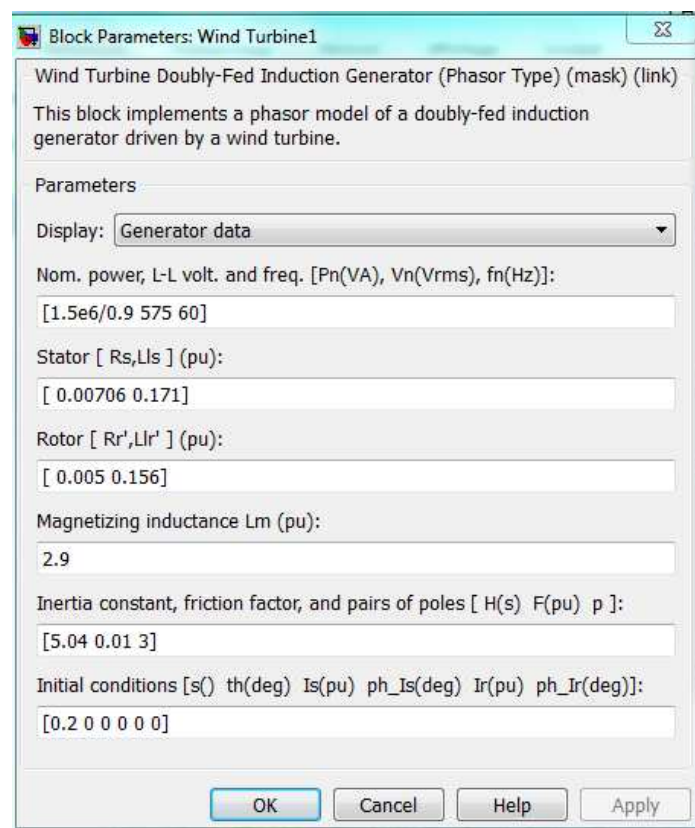 Block Parameters: Wind Turbine1
Wind Turbine Doubly-Fed Induction Generator (Phasor Type) (mask) (link)
This block implements a phasor model of a doubly-fed induction
generator driven by a wind turbine.
Parameters
Display: Generator data
Nom. power, L-L volt. and freq. [Pn(VA), Vn(Vrms), fn(Hz)]:
[1.5e6/0.9 575 60]
Stator [ Rs,Lls ] (pu):
[ 0.00706 0.171]
Rotor [ Rr',Llr' ] (pu):
[ 0.005 0.156]
Magnetizing inductance Lm (pu):
2.9
Inertia constant, friction factor, and pairs of poles [ H(s) F(pu) p ]:
[5.04 0.01 3]
Initial conditions [s() th(deg) Is(pu) ph_Is(deg) Ir(pu) ph_Ir(deg)]:
[0.2 0 0 0 0 0]
OK Cancel Help Apply